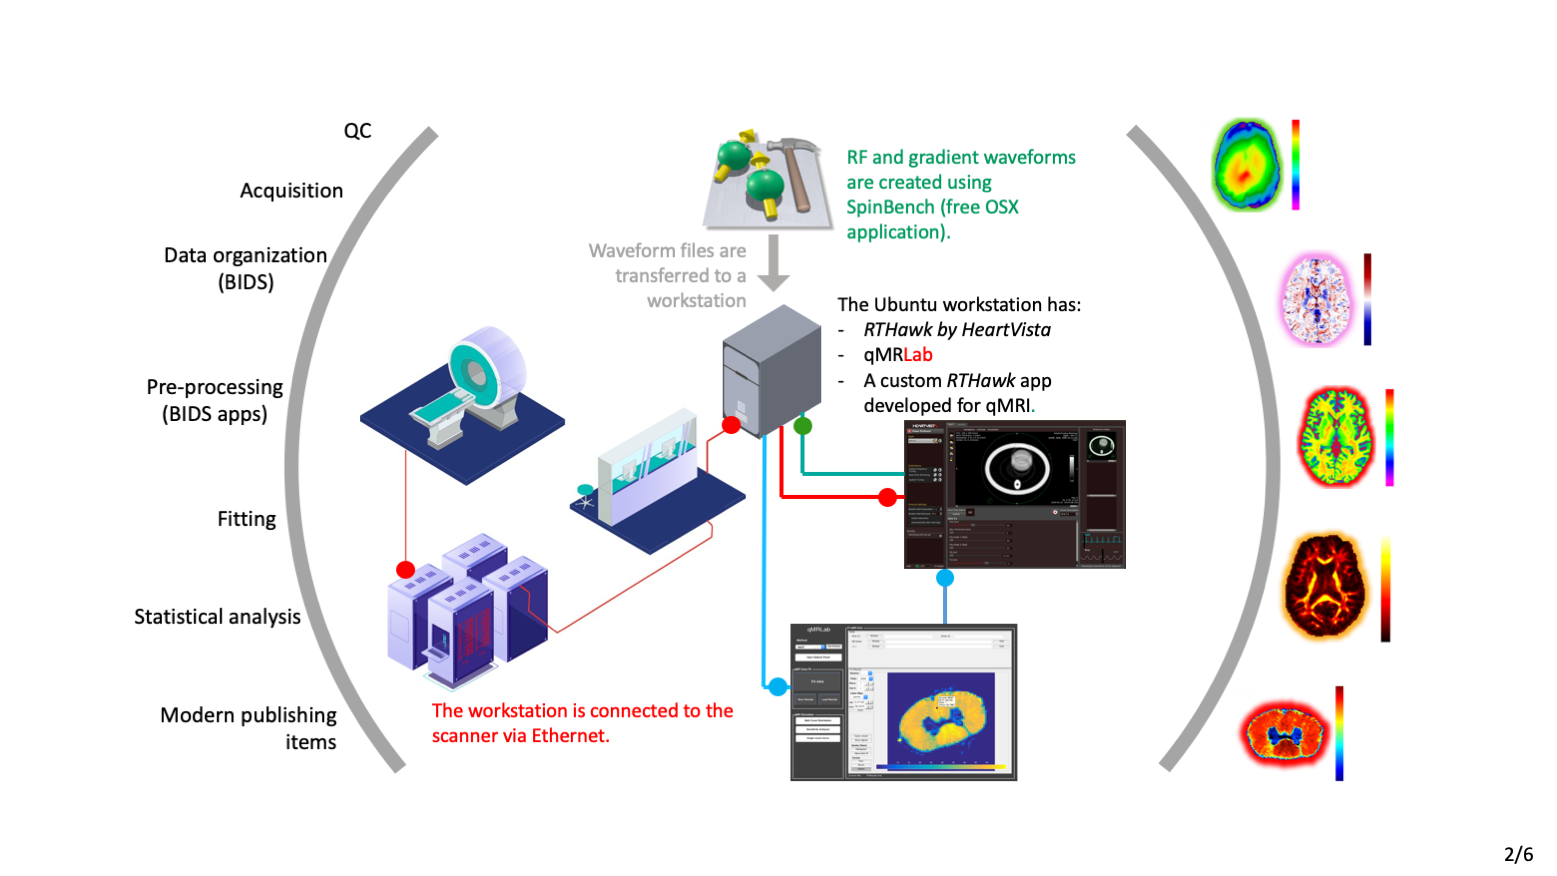 QC
Acquisition
Data organization
(BIDS)
Pre-processing
(BIDS apps)
Fitting
Statistical analysis
Modern publishing
items
RF and gradient waveforms
are created using
SpinBench (free OSX
application).
Waveform files are
transferred to a
workstation
The Ubuntu workstation has:
- RTHawk by HeartVista
- qMRLab
- A custom RTHawk app
developed for qMRI.
The workstation is connected to the
scanner via Ethernet.
HEARTVISTA
qMRLab
2/6